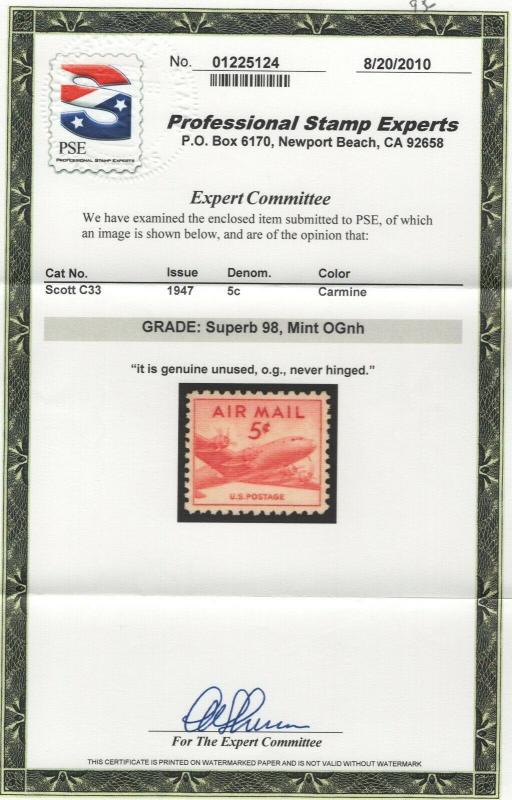 No. 01225124 8/20/2010
S
PSE
PROFESSIONAL STAMP EXPERTS
Professional Stamp Experts
P.O. Box 6170, Newport Beach, CA 92658
Expert Committee
We have examined the enclosed item submitted to PSE, of which
an image is shown below, and are of the opinion that:
Cat No. Issue Denom. Color
Scott C33 1947 5c Carmine
GRADE: Superb 98, Mint OGnh
“it is genuine unused, o.g., never hinged.”
AIR MAIL
5¢
U.S. POSTAGE
For The Expert Committee
THIS CERTIFICATE IS PRINTED ON WATERMARKED PAPER AND IS NOT VALID WITHOUT WATERMARK